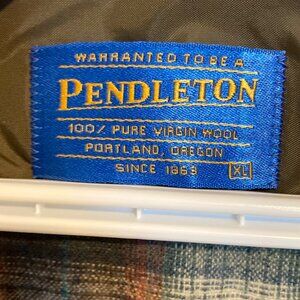 WARRANTED TO BE A
PENDLETON
100% PURE VIRGIN WOOL
PORTLAND, OREGON
SINCE 1863 XL